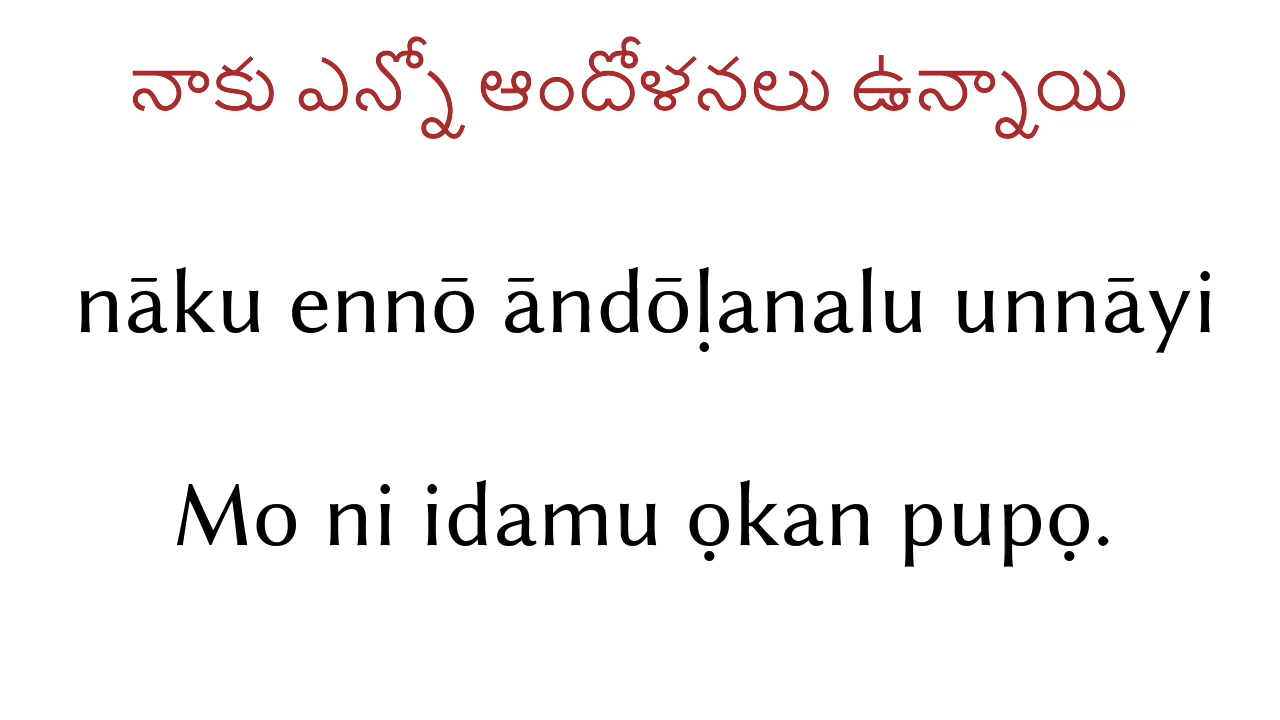 నాకు ఎన్నో ఆందోళనలు ఉన్నాయి
nāku ennō āndōḷanalu unnāyi
Mo ni idamu ọkan pupọ.